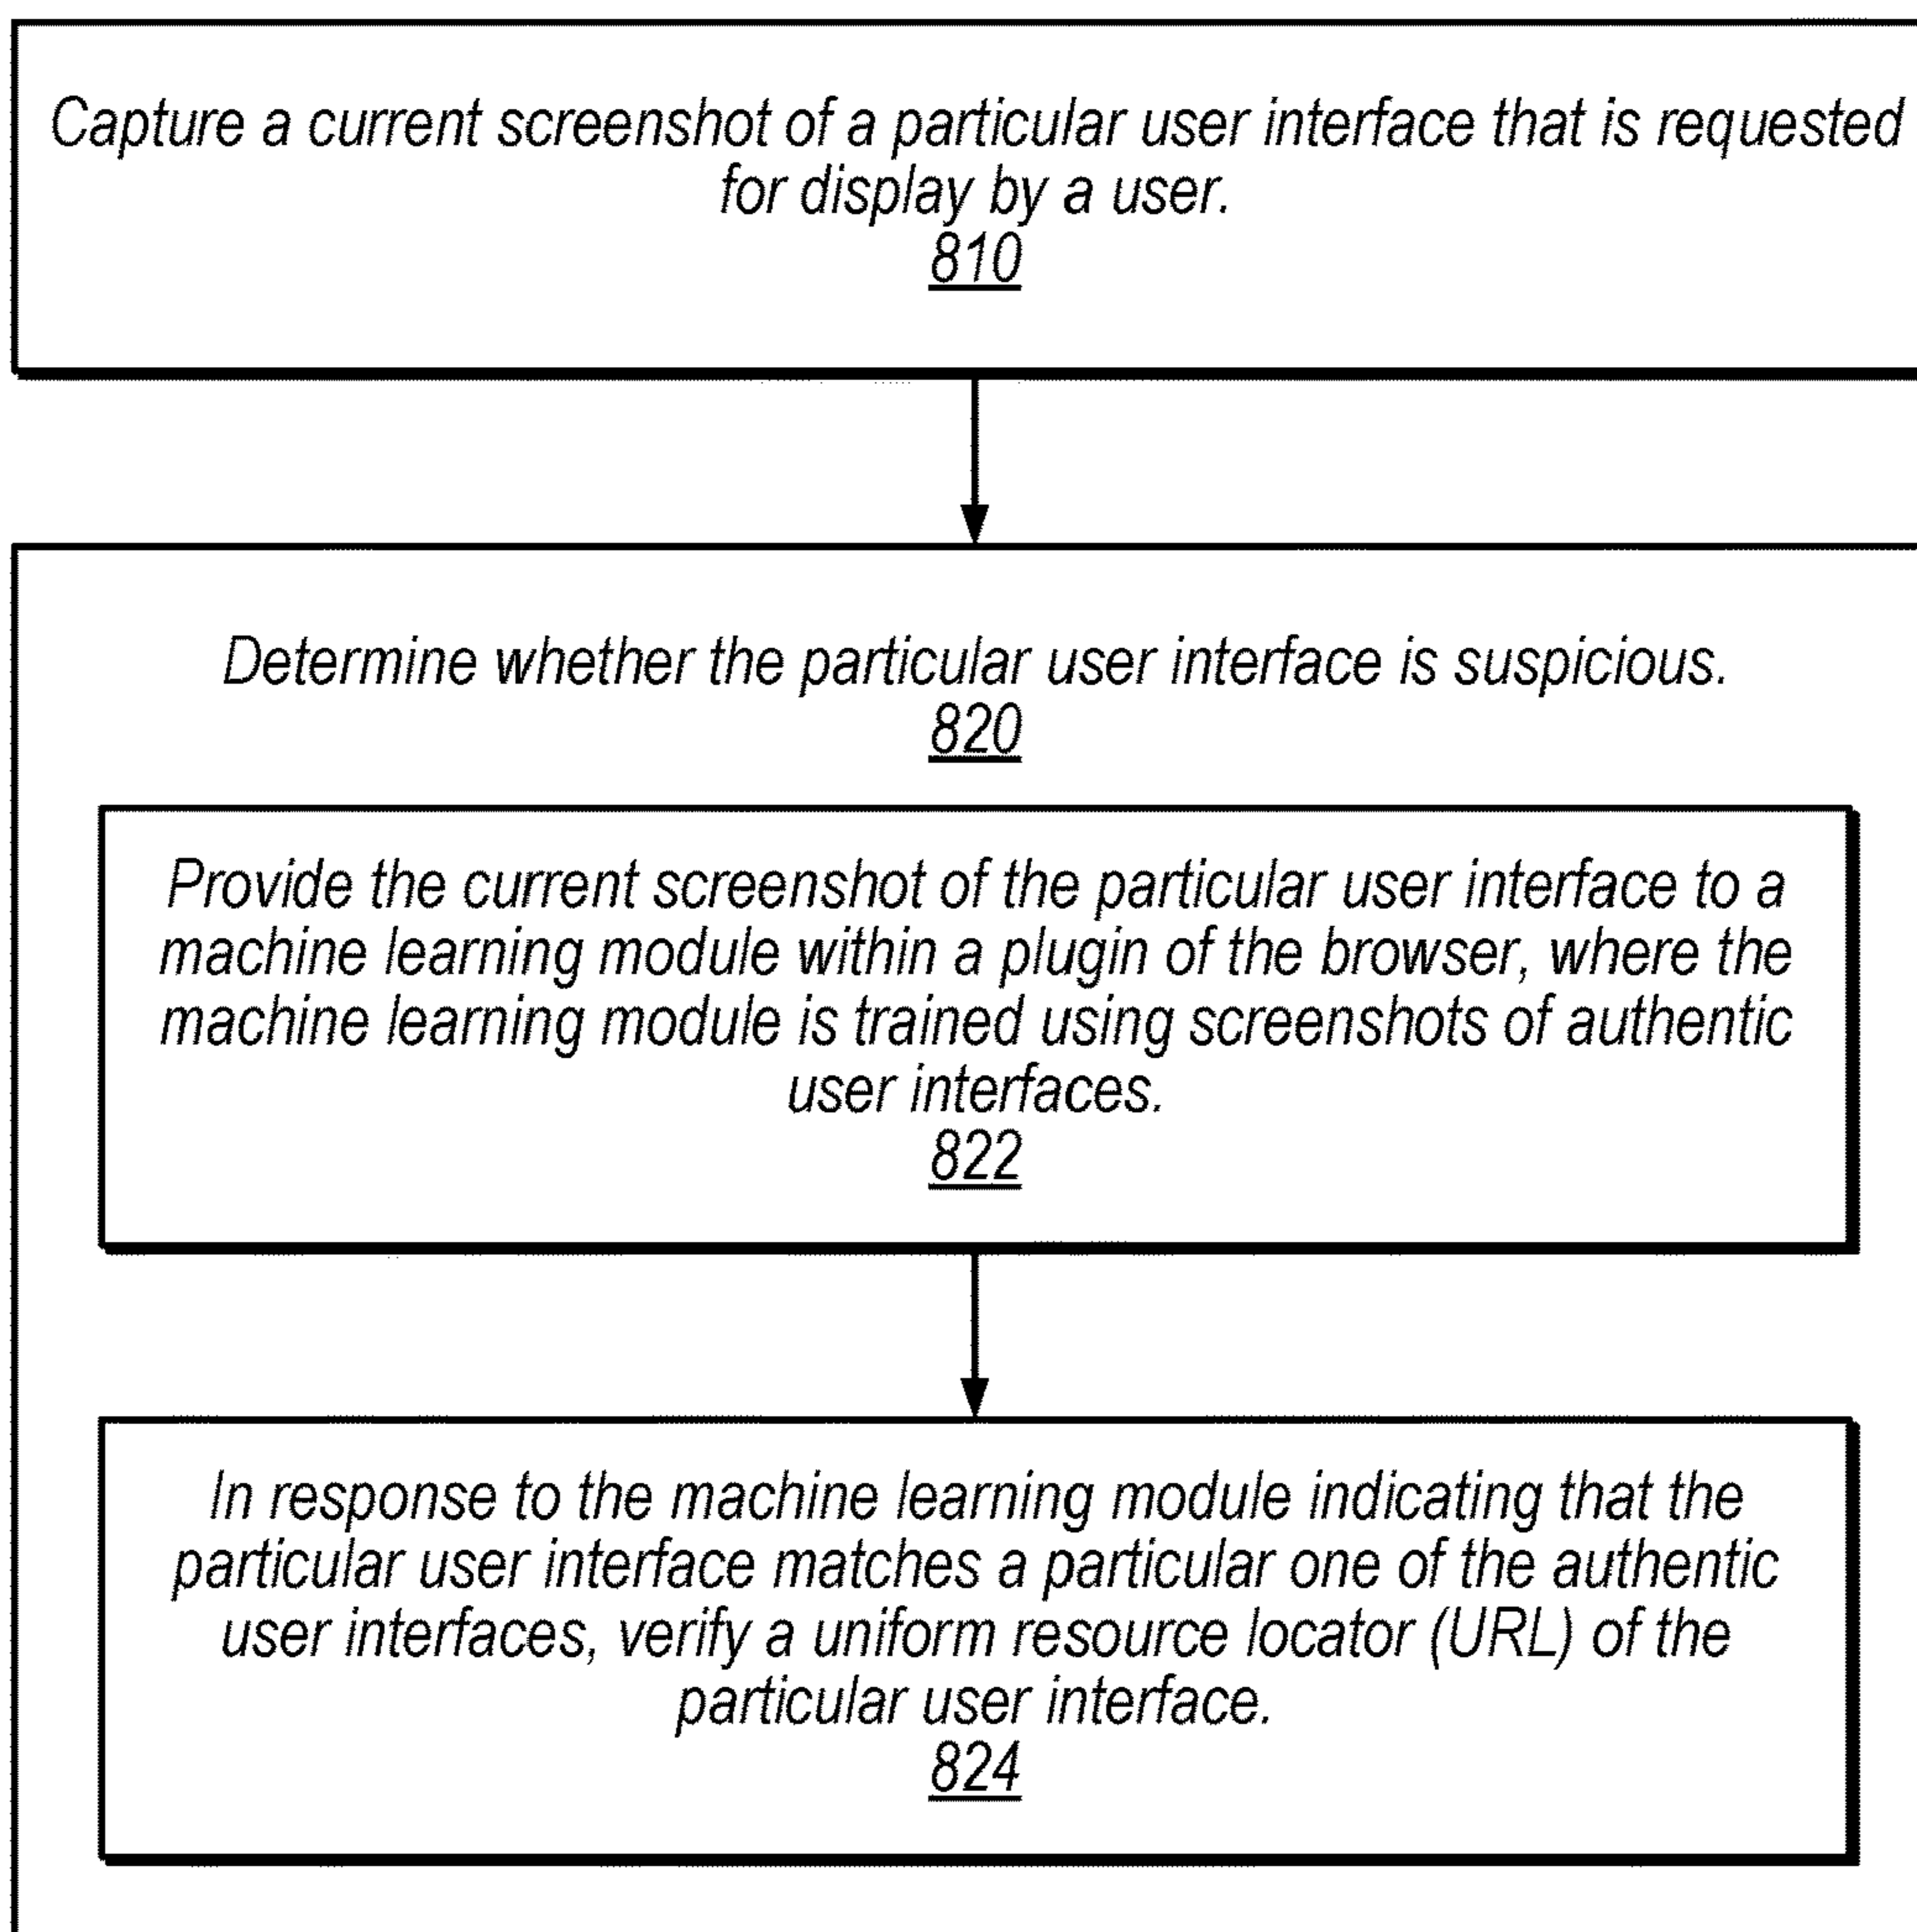 Capture a current screenshot of a particular user interface that is requested
for display by a user.
810
Determine whether the particular user interface is suspicious.
820
Provide the current screenshot of the particular user interface to a
machine learning module within a plugin of the browser, where the
machine learning module is trained using screenshots of authentic
user interfaces.
822
In response to the machine learning module indicating that the
particular user interface matches a particular one of the authentic
user interfaces, verify a uniform resource locator (URL) of the
particular user interface.
824